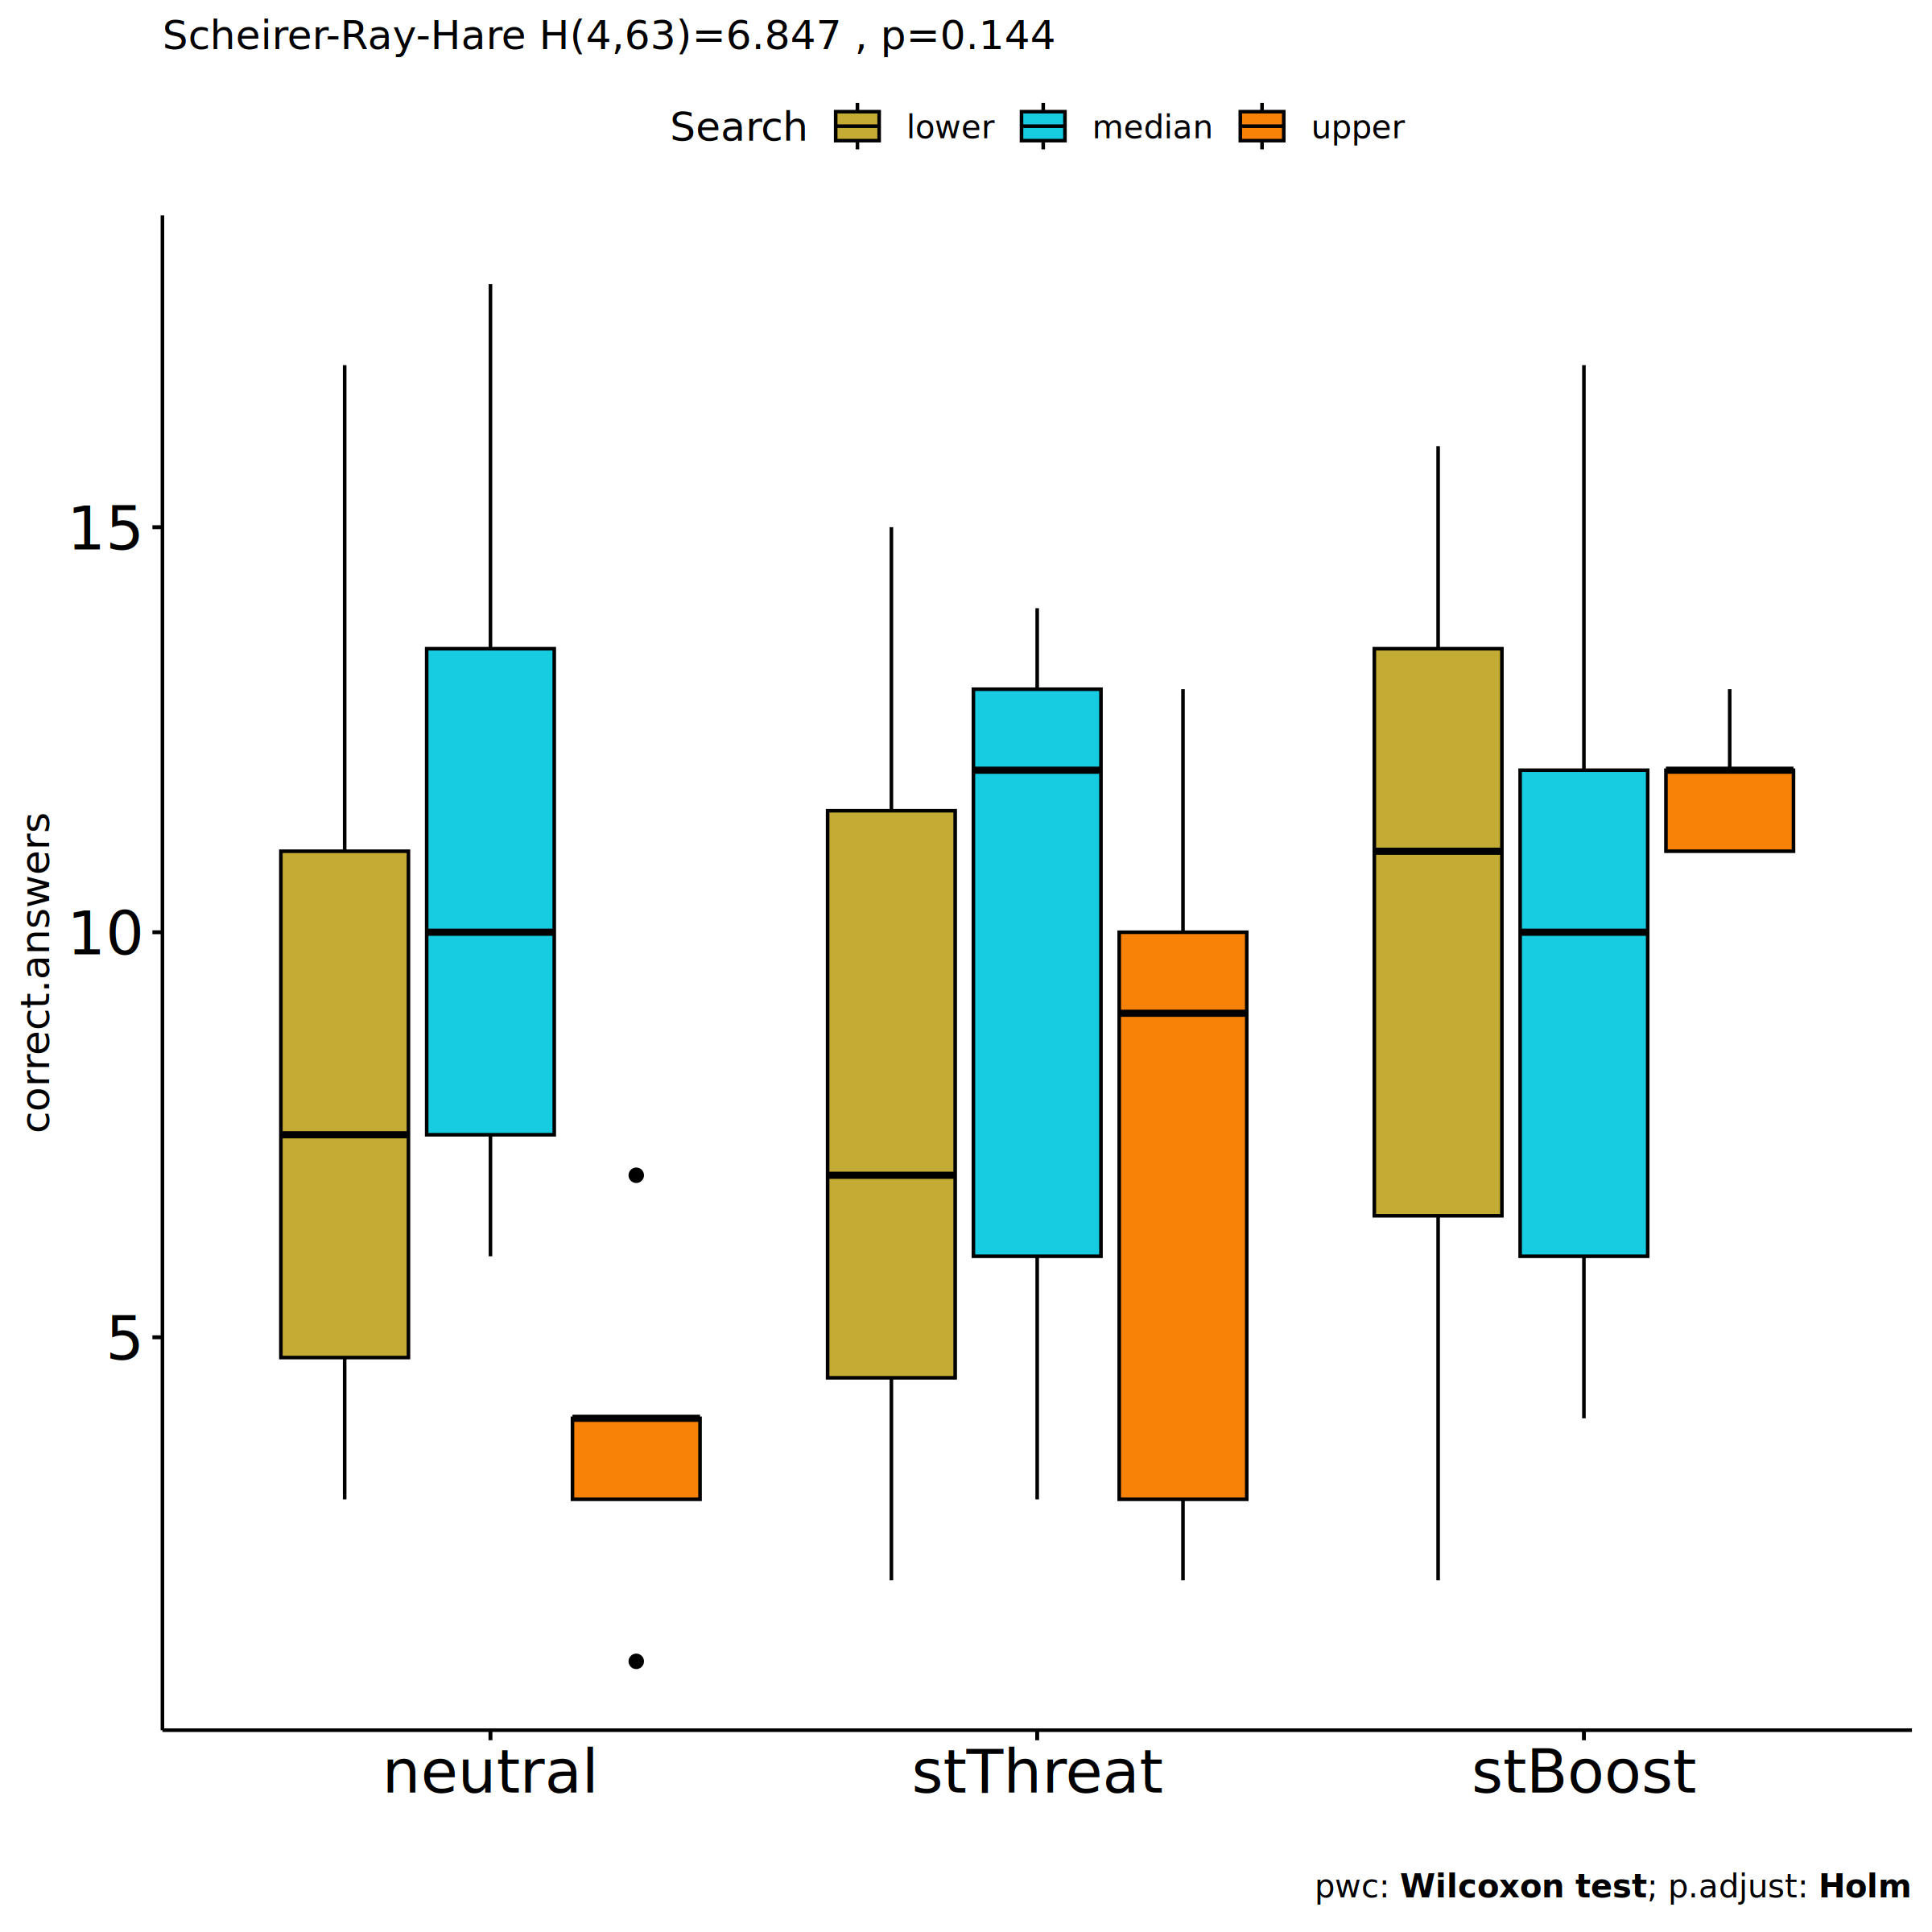 Scheirer-Ray-Hare H(4,63)=6.847 , p=0.144
Search lower median upper
correct.answers
15
10
5
neutral stThreat stBoost
pwc: Wilcoxon test; p.adjust: Holm